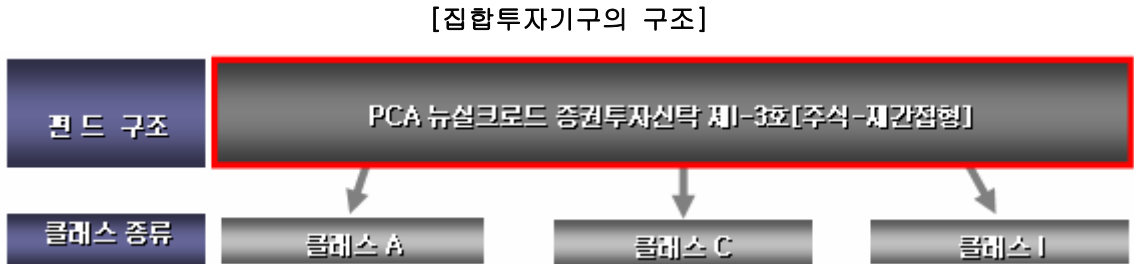 [집합투자기구의 구조]
펀드 구조
PCA 뉴실크로드 증권투자신탁 제I-3호[주식-재간접형]
클래스 종류
클래스 A
클래스 C
클래스 I